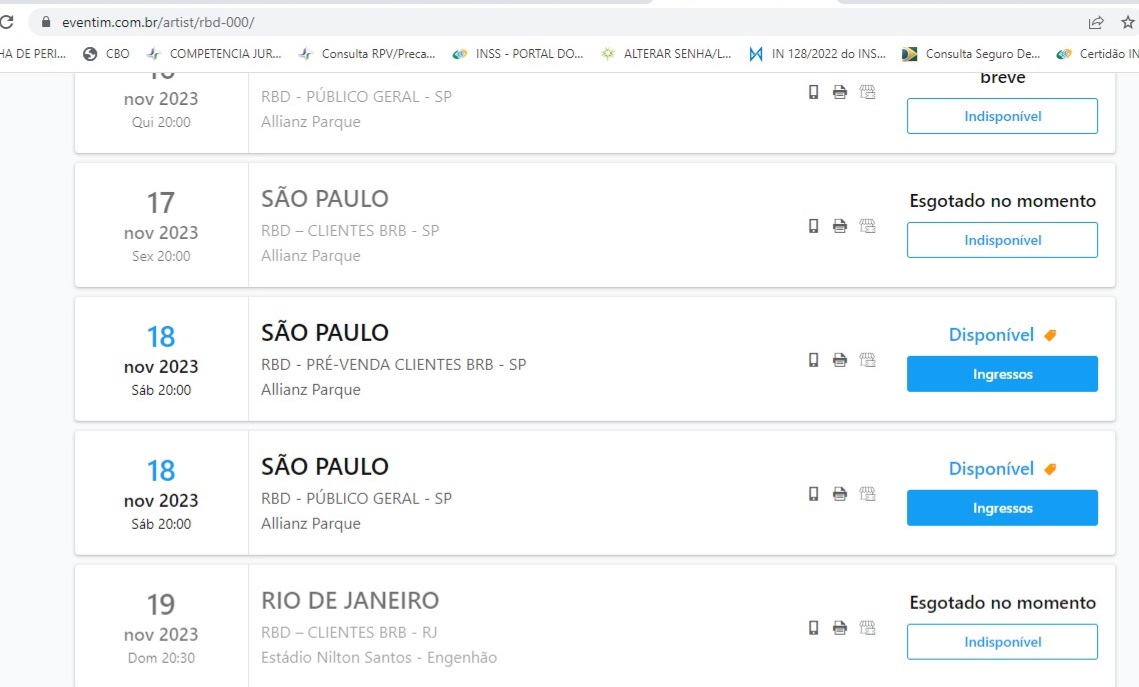 eventim.com.br/artist/rbd-000/
HA DE PERI... CBO COMPETENCIA JUR... Consulta RPV/Preca... INSS - PORTAL DO... ALTERAR SENHA/L... IN 128/2022 do INS... Consulta Seguro De... Certidão IN
nov 2023
Qui 20:00
RBD - PÚBLICO GERAL - SP
Allianz Parque
breve
Indisponível
17
nov 2023
Sex 20:00
SÃO PAULO
RBD – CLIENTES BRB - SP
Allianz Parque
Esgotado no momento
Indisponível
18
nov 2023
Sáb 20:00
SÃO PAULO
RBD - PRÉ-VENDA CLIENTES BRB - SP
Allianz Parque
Disponível
Ingressos
18
nov 2023
Sáb 20:00
SÃO PAULO
RBD - PÚBLICO GERAL - SP
Allianz Parque
Disponível
Ingressos
19
nov 2023
Dom 20:30
RIO DE JANEIRO
RBD – CLIENTES BRB - RJ
Estádio Nilton Santos - Engenhão
Esgotado no momento
Indisponível